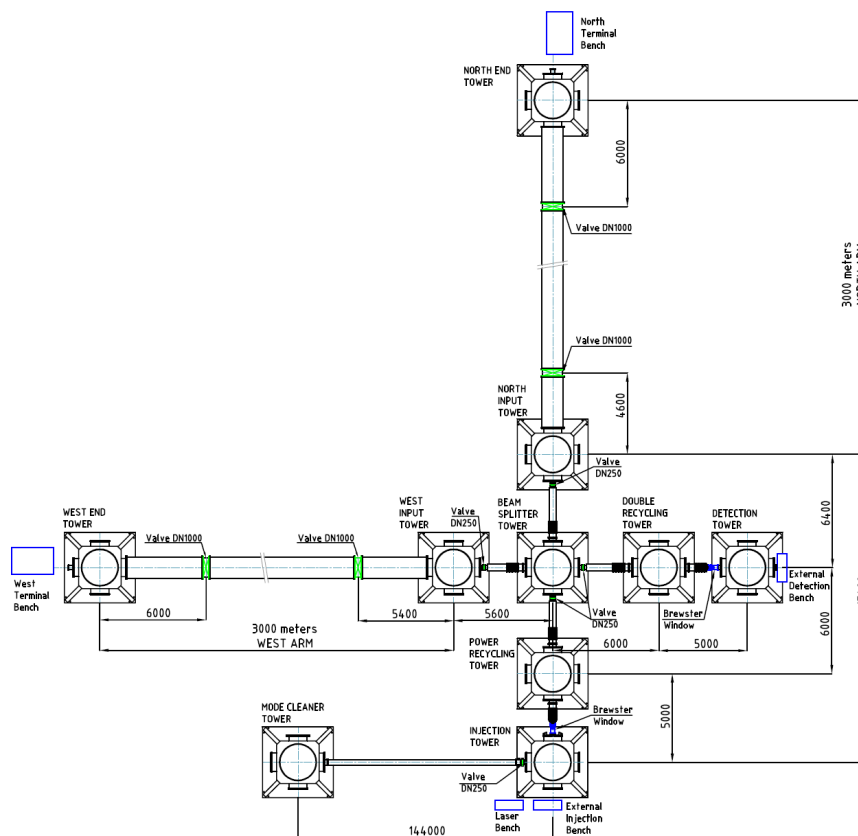 North
Terminal
Bench
NORTH END
TOWER
6000
Valve DN1000
3000 meters
Valve DN1000
NORTH
INPUT
TOWER
4600
Valve
DN250
WEST END
TOWER
Valve DN1000
Valve DN1000
WEST
INPUT
TOWER
Valve
DN250
BEAM
SPLITTER
TOWER
DOUBLE
RECYCLING
TOWER
DETECTION
TOWER
6400
West
Terminal
Bench
External
Detection
Bench
Brewster
Window
Valve
DN250
6000
5400
5600
6000
5000
6000
3000 meters
WEST ARM
POWER
RECYCLING
TOWER
MODE CLEANER
TOWER
INJECTION
TOWER
Brewster
Window
5000
Valve
DN250
Laser
Bench
External
Injection
Bench
144000